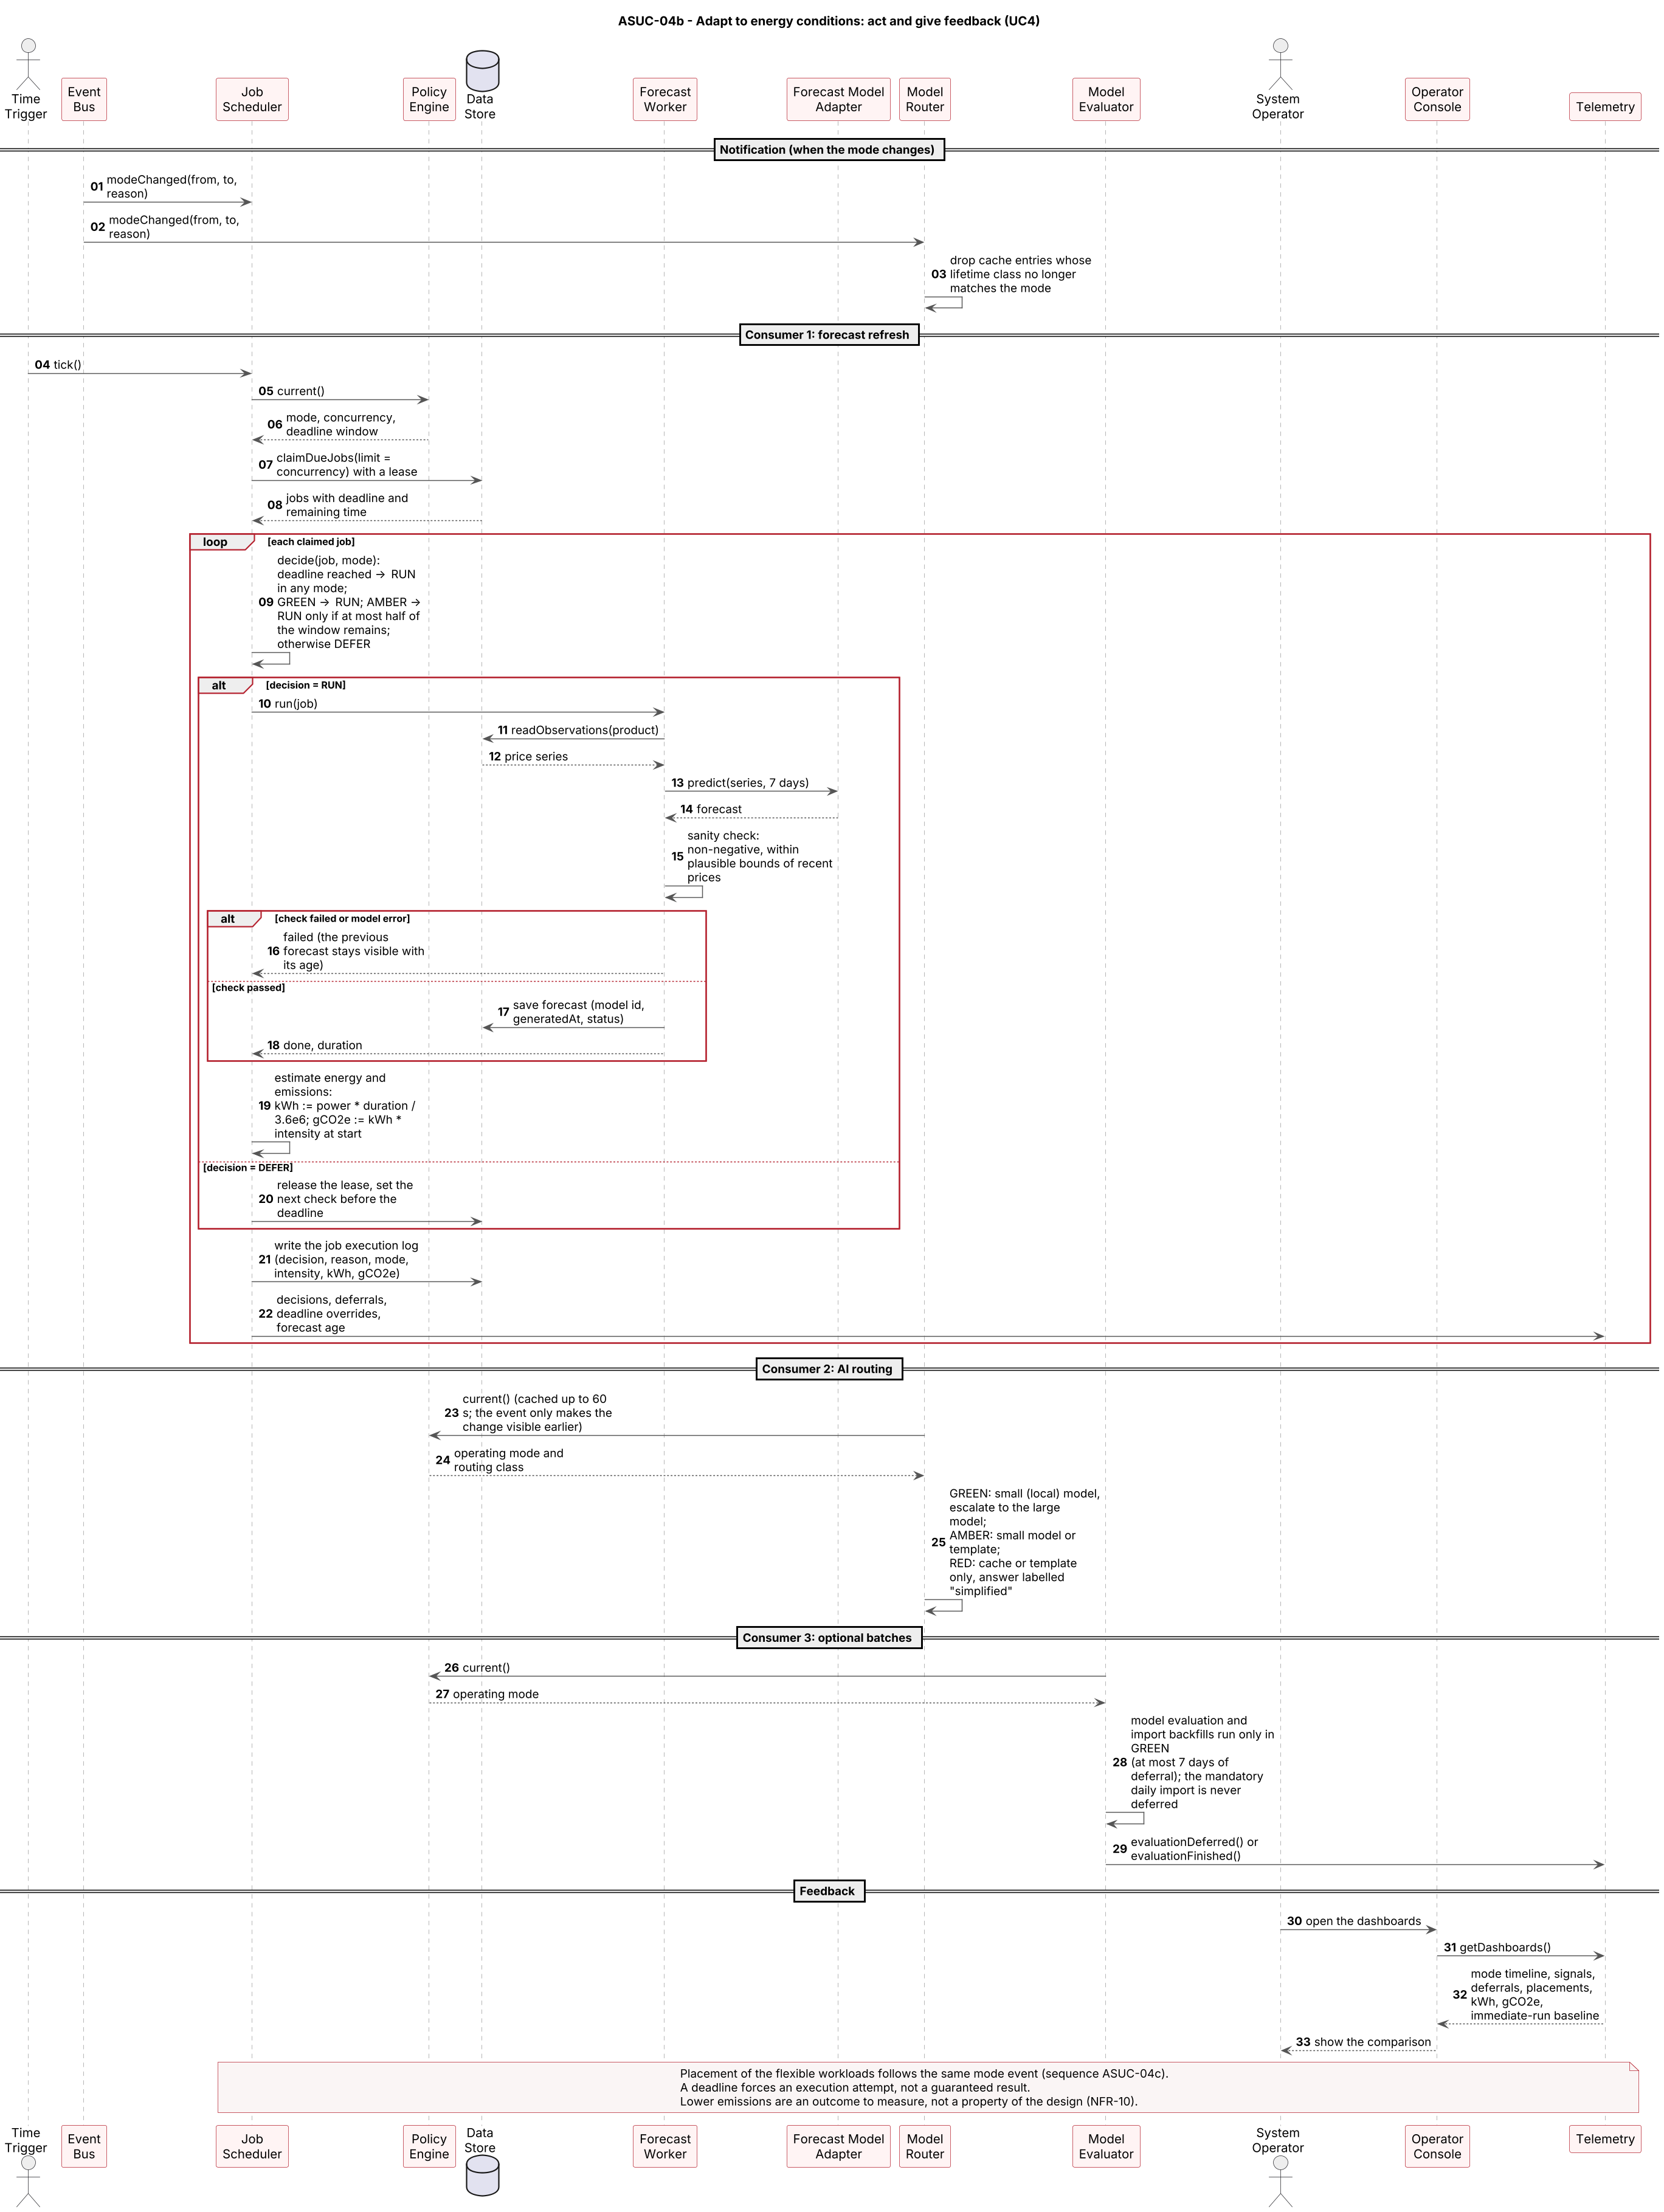 ASUC-04b - Adapt to energy conditions: act and give feedback (UC4)
Time
Trigger
Event
Bus
Job
Scheduler
Policy
Engine
Data
Store
Forecast
Worker
Forecast Model
Adapter
Model
Router
Model
Evaluator
System
Operator
Operator
Console
Telemetry
Notification (when the mode changes)
01 modeChanged(from, to,
reason)
02 modeChanged(from, to,
reason)
03 drop cache entries whose
lifetime class no longer
matches the mode
Consumer 1: forecast refresh
04 tick()
05 current()
06 mode, concurrency,
deadline window
07 claimDueJobs(limit =
concurrency) with a lease
08 jobs with deadline and
remaining time
loop [each claimed job]
09 decide(job, mode):
deadline reached → RUN
in any mode;
GREEN → RUN; AMBER →
RUN only if at most half of
the window remains;
otherwise DEFER
alt [decision = RUN]
10 run(job)
11 readObservations(product)
12 price series
13 predict(series, 7 days)
14 forecast
15 sanity check:
non-negative, within
plausible bounds of recent
prices
alt [check failed or model error]
16 failed (the previous
forecast stays visible with
its age)
[check passed]
17 save forecast (model id,
generatedAt, status)
18 done, duration
19 estimate energy and
emissions:
kWh := power * duration /
3.6e6; gCO2e := kWh *
intensity at start
[decision = DEFER]
20 release the lease, set the
next check before the
deadline
21 write the job execution log
(decision, reason, mode,
intensity, kWh, gCO2e)
22 decisions, deferrals,
deadline overrides,
forecast age
Consumer 2: AI routing
23 current() (cached up to 60
s; the event only makes the
change visible earlier)
24 operating mode and
routing class
25 GREEN: small (local) model,
escalate to the large
model;
AMBER: small model or
template;
RED: cache or template
only, answer labelled
"simplified"
Consumer 3: optional batches
26 current()
27 operating mode
28 model evaluation and
import backfills run only in
GREEN
(at most 7 days of
deferral); the mandatory
daily import is never
deferred
29 evaluationDeferred() or
evaluationFinished()
Feedback
30 open the dashboards
31 getDashboards()
32 mode timeline, signals,
deferrals, placements,
kWh, gCO2e,
immediate-run baseline
33 show the comparison
Placement of the flexible workloads follows the same mode event (sequence ASUC-04c).
A deadline forces an execution attempt, not a guaranteed result.
Lower emissions are an outcome to measure, not a property of the design (NFR-10).
Time
Trigger
Event
Bus
Job
Scheduler
Policy
Engine
Data
Store
Forecast
Worker
Forecast Model
Adapter
Model
Router
Model
Evaluator
System
Operator
Operator
Console
Telemetry